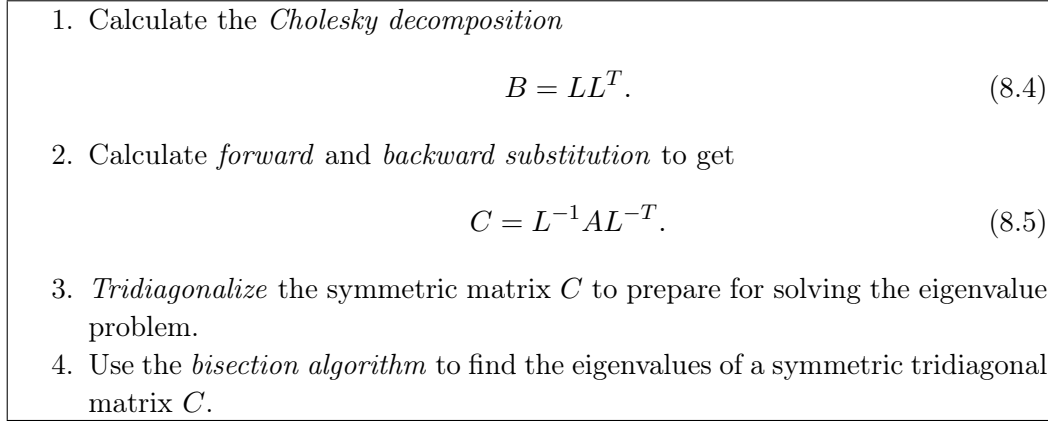 1. Calculate the Cholesky decomposition
B = LL^T. (8.4)
2. Calculate forward and backward substitution to get
C = L^{-1}AL^{-T}. (8.5)
3. Tridiagonalize the symmetric matrix C to prepare for solving the eigenvalue
problem.
4. Use the bisection algorithm to find the eigenvalues of a symmetric tridiagonal
matrix C.